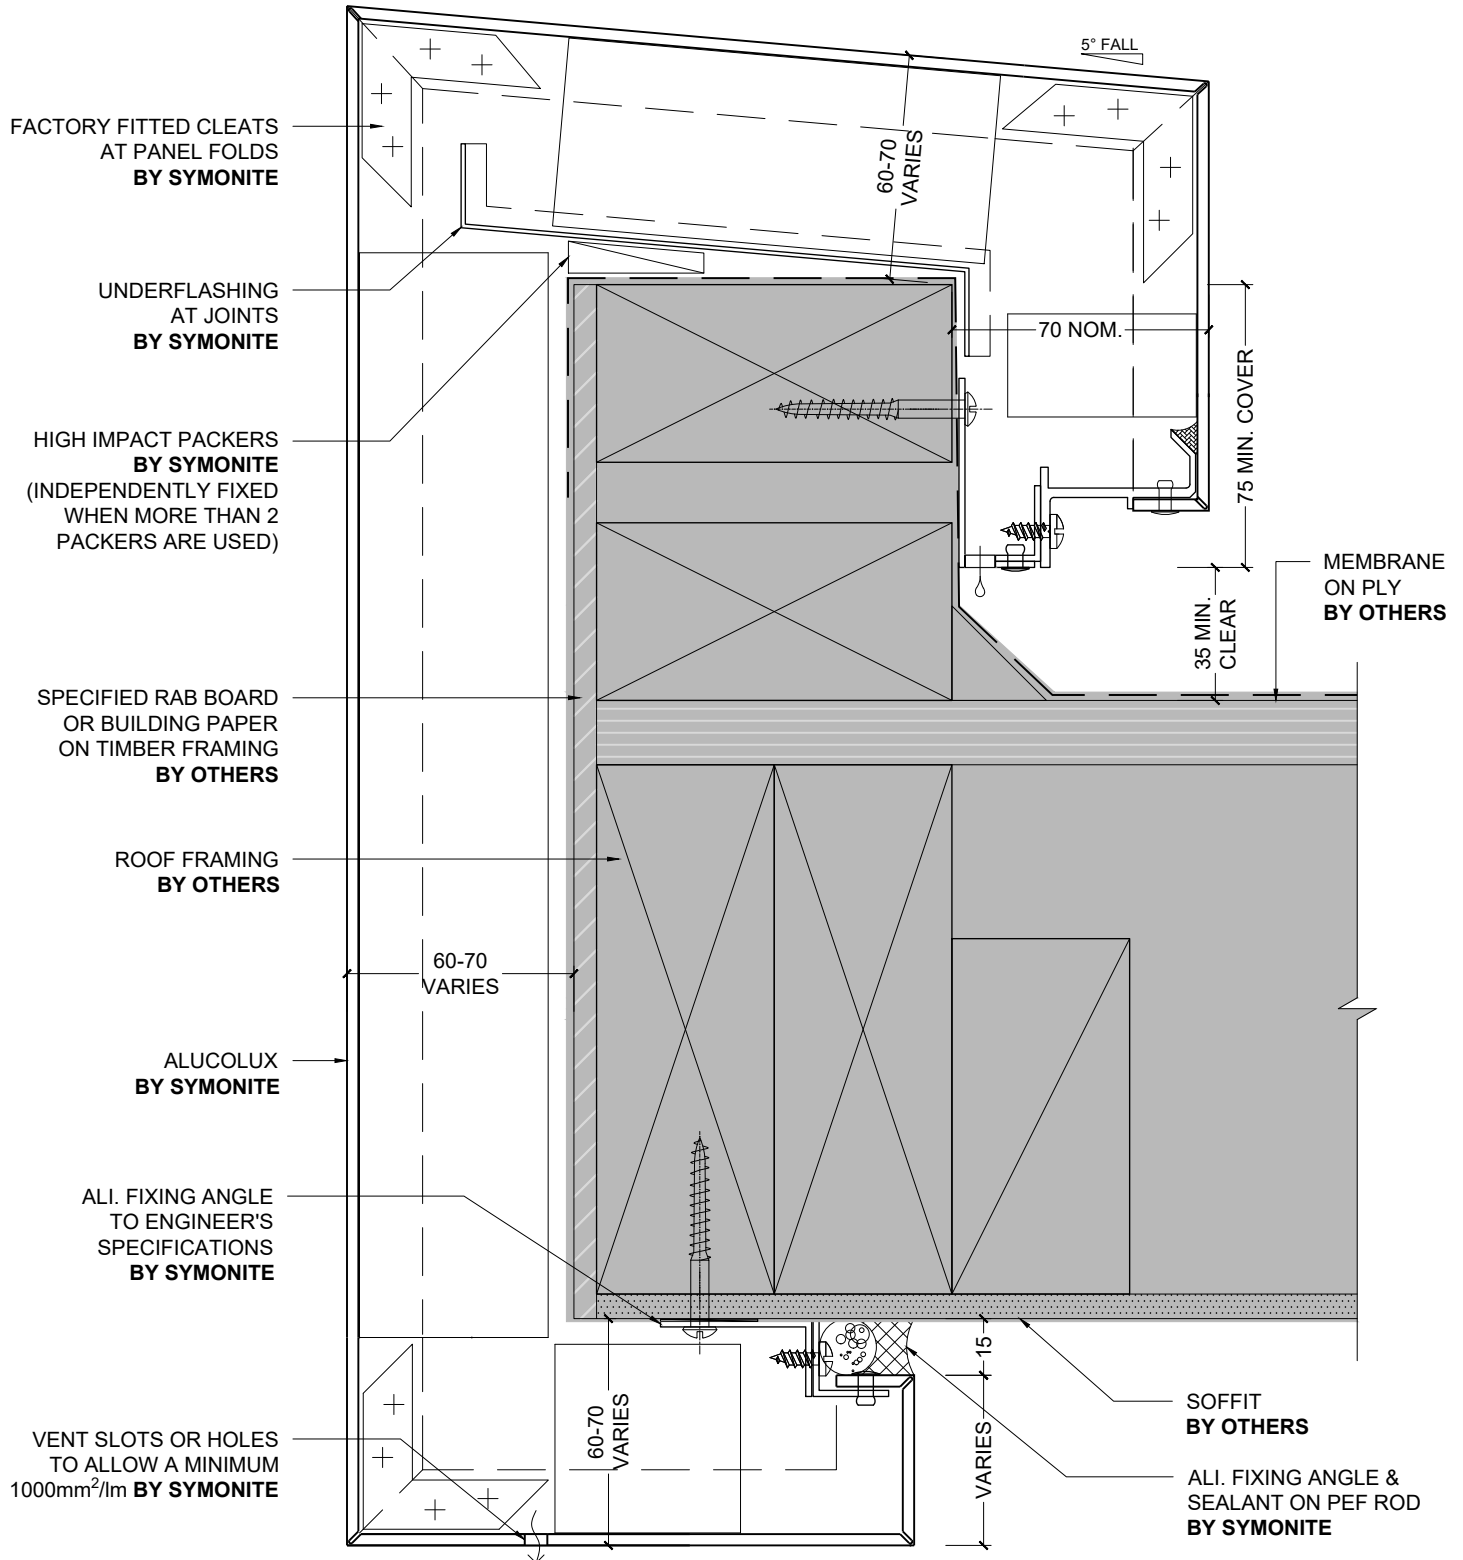 5° FALL
FACTORY FITTED CLEATS
AT PANEL FOLDS
BY SYMONITE
60-70
VARIES
UNDERFLASHING
AT JOINTS
BY SYMONITE
70 NOM.
75 MIN. COVER
HIGH IMPACT PACKERS
BY SYMONITE
(INDEPENDENTLY FIXED
WHEN MORE THAN 2
PACKERS ARE USED)
MEMBRANE
ON PLY
BY OTHERS
35 MIN.
CLEAR
SPECIFIED RAB BOARD
OR BUILDING PAPER
ON TIMBER FRAMING
BY OTHERS
ROOF FRAMING
BY OTHERS
60-70
VARIES
ALUCOLUX
BY SYMONITE
ALI. FIXING ANGLE
TO ENGINEER'S
SPECIFICATIONS
BY SYMONITE
15
SOFFIT
BY OTHERS
60-70
VARIES
VARIES
VENT SLOTS OR HOLES
TO ALLOW A MINIMUM
1000mm²/lm BY SYMONITE
ALI. FIXING ANGLE &
SEALANT ON PEF ROD
BY SYMONITE